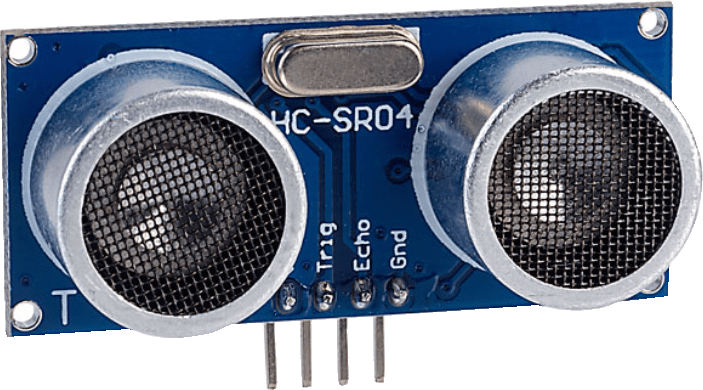 HC-SR04
Trig
Echo
Gnd
T